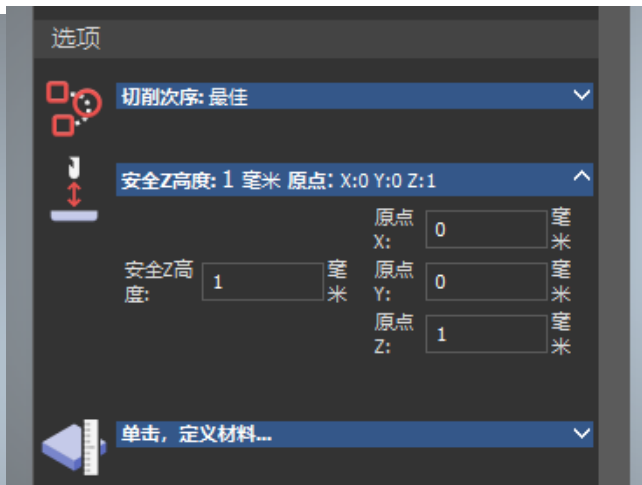 选项
切削次序: 最佳
安全Z高度: 1 毫米 原点: X:0 Y:0 Z:1
原点 X: 0 毫米
安全Z高度: 1 毫米 原点 Y: 0 毫米
原点 Z: 1 毫米
单击，定义材料...